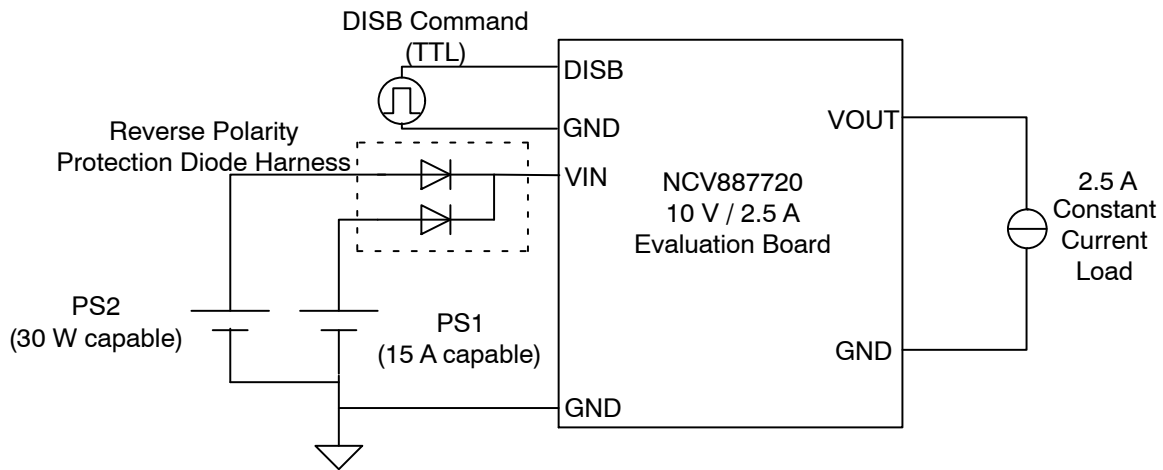 DISB Command
(TTL)
DISB
GND
VOUT
Reverse Polarity
Protection Diode Harness
VIN
NCV887720
10 V / 2.5 A
Evaluation Board
2.5 A
Constant
Current
Load
PS2
(30 W capable)
PS1
(15 A capable)
GND
GND